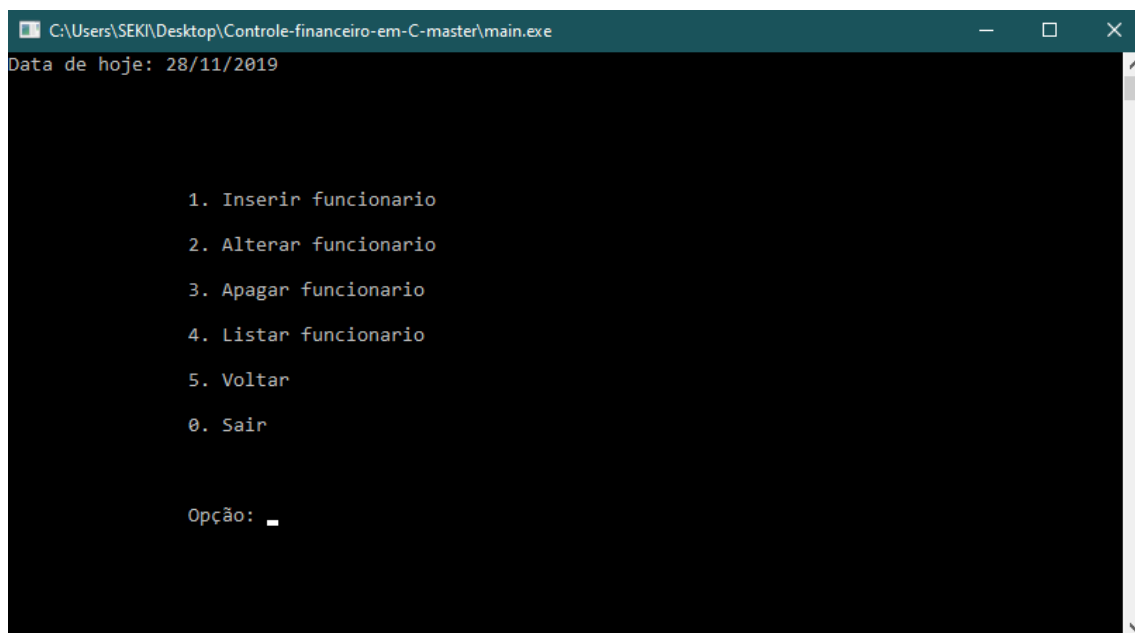 C:\Users\SEKI\Desktop\Controle-financeiro-em-C-master\main.exe
Data de hoje: 28/11/2019
1. Inserir funcionario
2. Alterar funcionario
3. Apagar funcionario
4. Listar funcionario
5. Voltar
0. Sair
Opção: